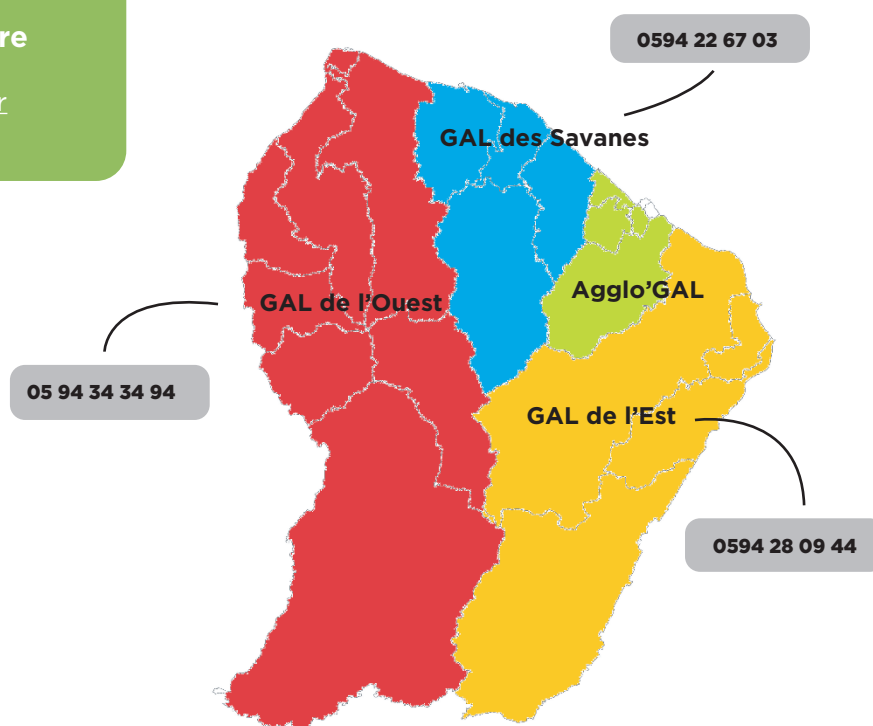 re
r
0594 22 67 03
GAL des Savanes
Agglo'GAL
GAL de l'Ouest
05 94 34 34 94
GAL de l'Est
0594 28 09 44